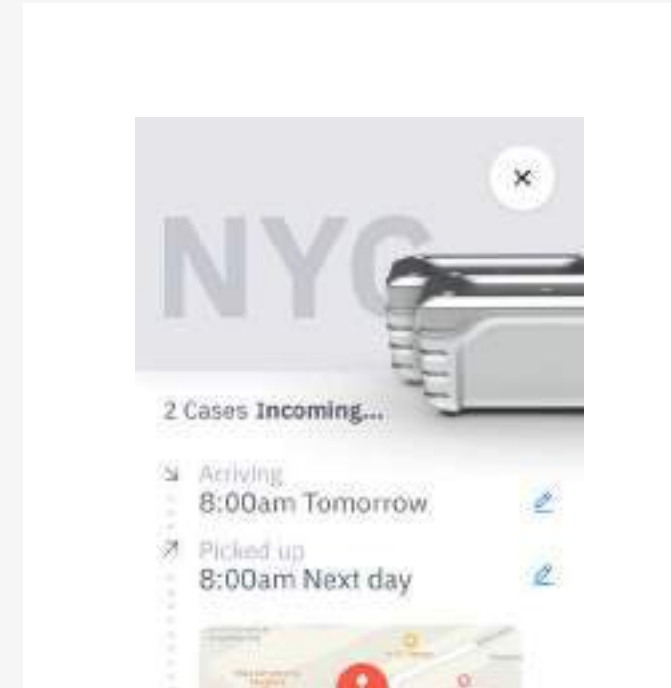 NYC
2 Cases Incoming...
Arriving
8:00am Tomorrow
Picked up
8:00am Next day